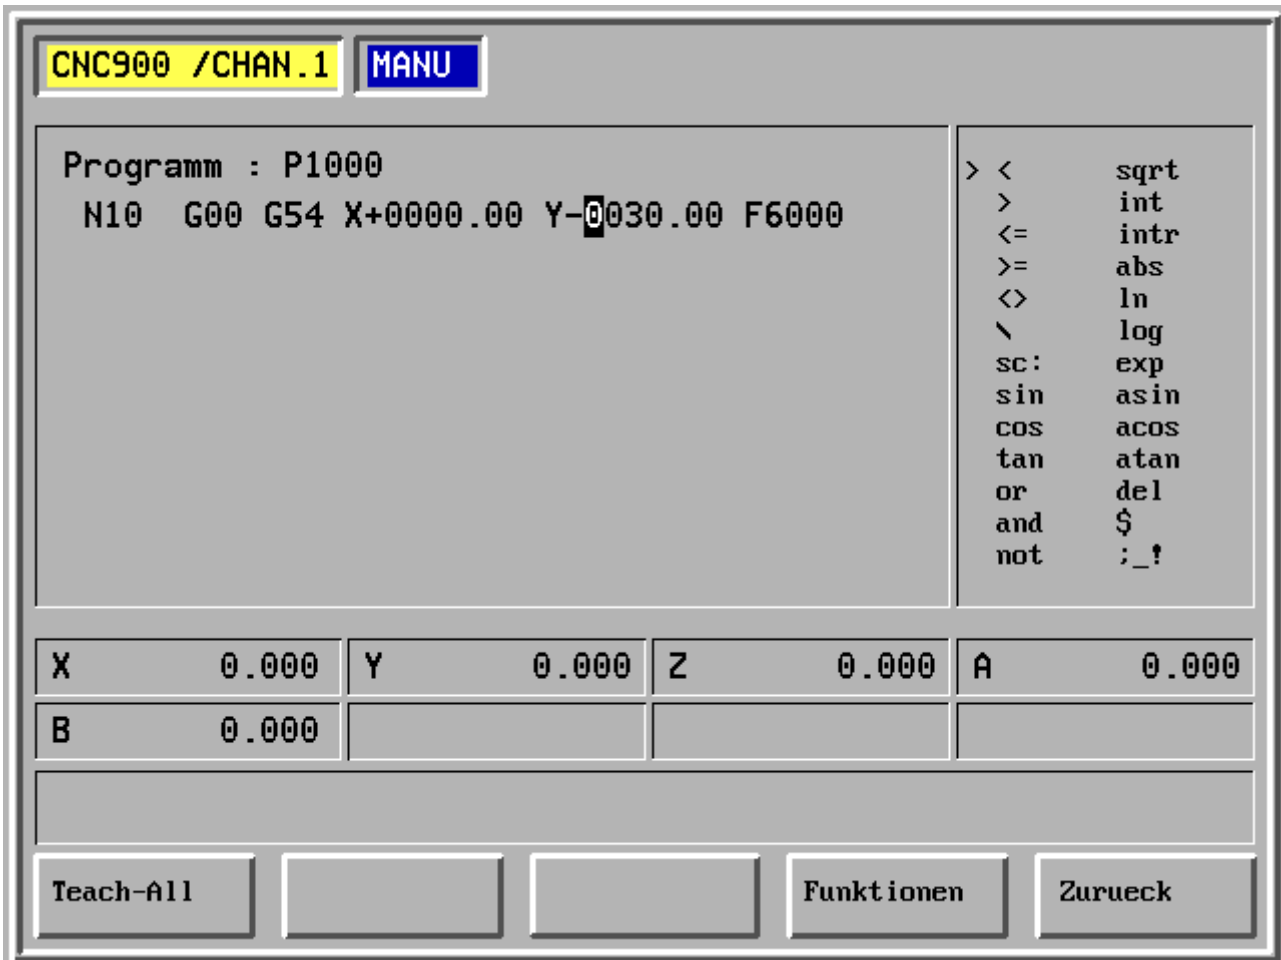 CNC900 /CHAN.1 MANU
Programm : P1000
N10 G00 G54 X+0000.00 Y-0030.00 F6000
> < sqrt
> int
<= intr
>= abs
<> ln
\ log
sc: exp
sin asin
cos acos
tan atan
or del
and $
not ;_!
X 0.000 Y 0.000 Z 0.000 A 0.000
B 0.000
Teach-All Funktionen Zurueck